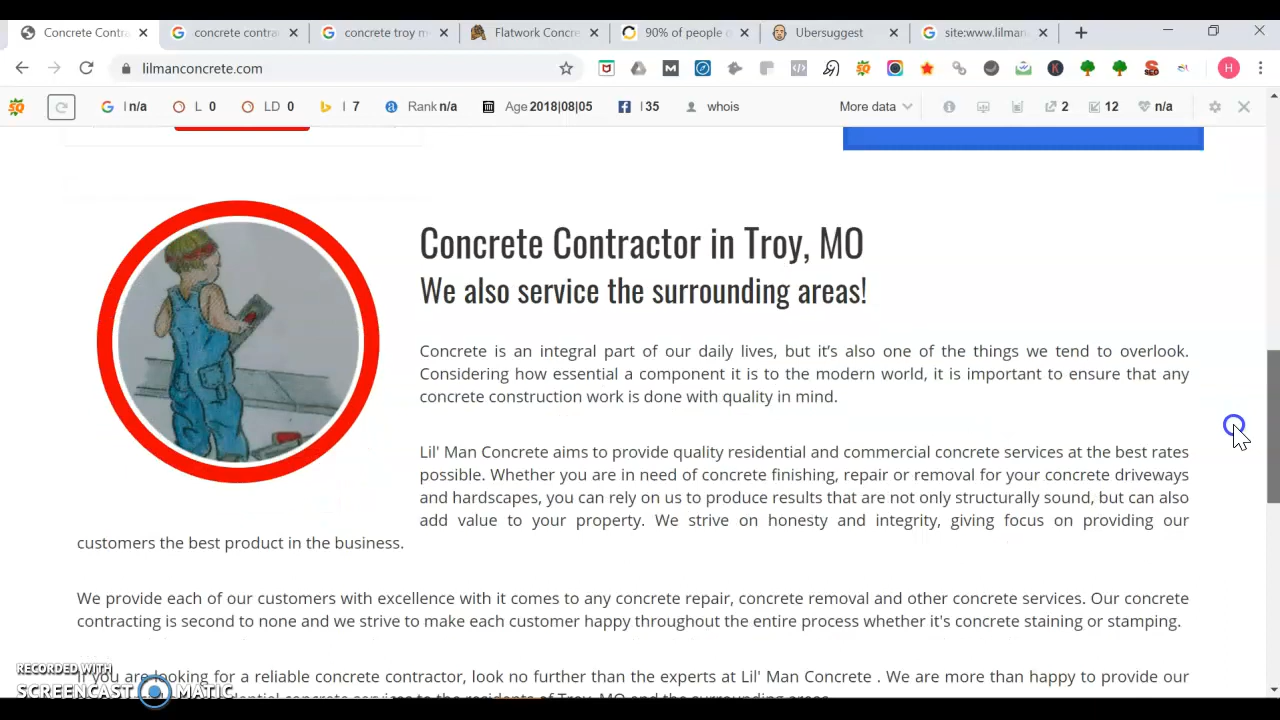 Concrete Contra
concrete contra
concrete troy m
Flatwork Concre
90% of people o
Ubersuggest
site:www.lilman
lilmanconcrete.com
H
I n/a
L 0
LD 0
I 7
Rank n/a
Age 2018|08|05
I 35
whois
More data
2
12
n/a
Concrete Contractor in Troy, MO
We also service the surrounding areas!
Concrete is an integral part of our daily lives, but it's also one of the things we tend to overlook.
Considering how essential a component it is to the modern world, it is important to ensure that any
concrete construction work is done with quality in mind.
Lil' Man Concrete aims to provide quality residential and commercial concrete services at the best rates
possible. Whether you are in need of concrete finishing, repair or removal for your concrete driveways
and hardscapes, you can rely on us to produce results that are not only structurally sound, but can also
add value to your property. We strive on honesty and integrity, giving focus on providing our
customers the best product in the business.
We provide each of our customers with excellence with it comes to any concrete repair, concrete removal and other concrete services. Our concrete
contracting is second to none and we strive to make each customer happy throughout the entire process whether it's concrete staining or stamping.
If you are looking for a reliable concrete contractor, look no further than the experts at Lil' Man Concrete . We are more than happy to provide our
residents of Troy, MO and the surrounding areas.
RECORDED WITH
SCREENCAST MATIC